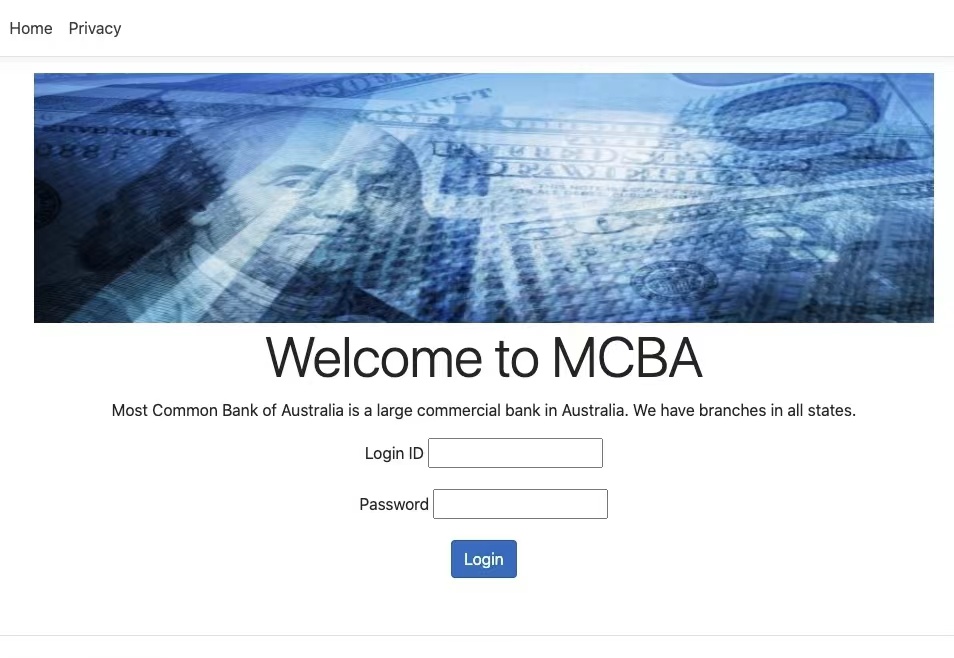 Home Privacy
Welcome to MCBA
Most Common Bank of Australia is a large commercial bank in Australia. We have branches in all states.
Login ID
Password
Login